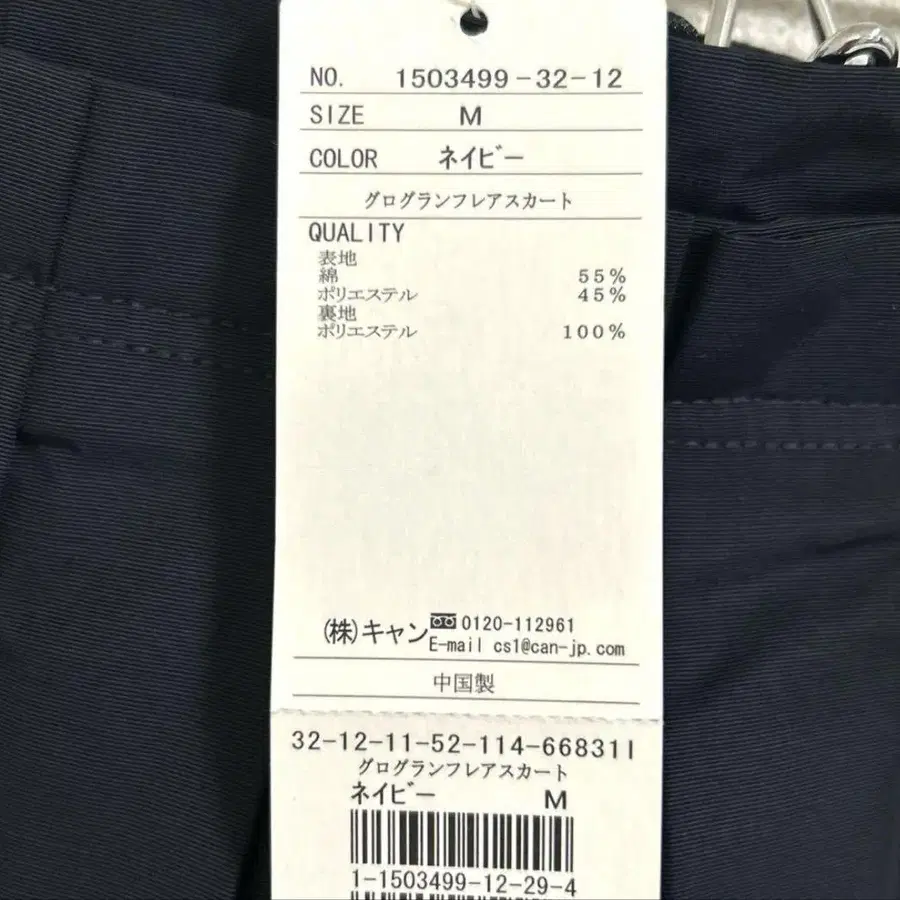 NO. 1503499-32-12
SIZE M
COLOR ネイビー
グログランフレアスカート
QUALITY
表地
綿 55%
ポリエステル 45%
裏地
ポリエステル 100%
(株)キャン 0120-112961
E-mail cs1@can-jp.com
中国製
32-12-11-52-114-66831I
グログランフレアスカート
ネイビー M
1-1503499-12-29-4